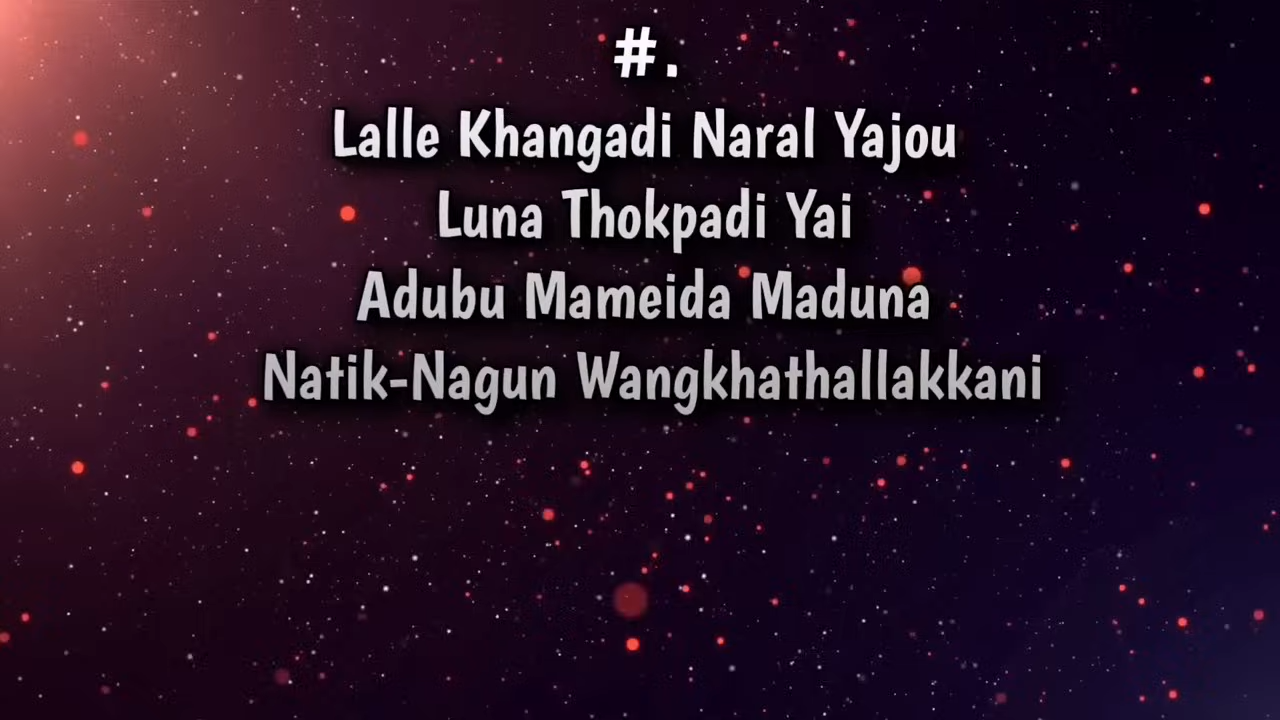 #.
Lalle Khangadi Naral Yajou
Luna Thokpadi Yai
Adubu Mameida Maduna
Natik-Nagun Wangkhathallakkani